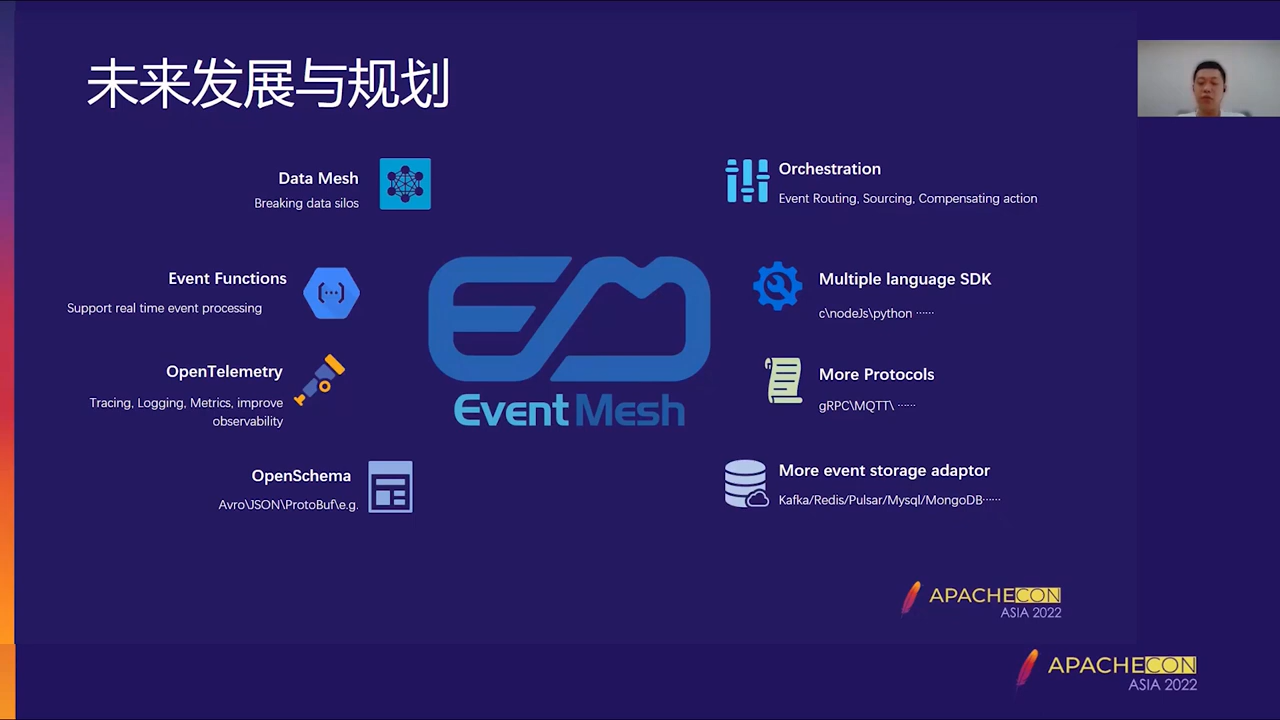 未来发展与规划
Data Mesh
Breaking data silos
Event Functions
Support real time event processing
OpenTelemetry
Tracing, Logging, Metrics, improve
observability
OpenSchema
Avro\JSON\ProtoBuf\e.g.
EventMesh
Orchestration
Event Routing, Sourcing, Compensating action
Multiple language SDK
c\nodeJs\python ······
More Protocols
gRPC\MQTT\ ······
More event storage adaptor
Kafka/Redis/Pulsar/Mysql/MongoDB······
APACHECON
ASIA 2022
APACHECON
ASIA 2022